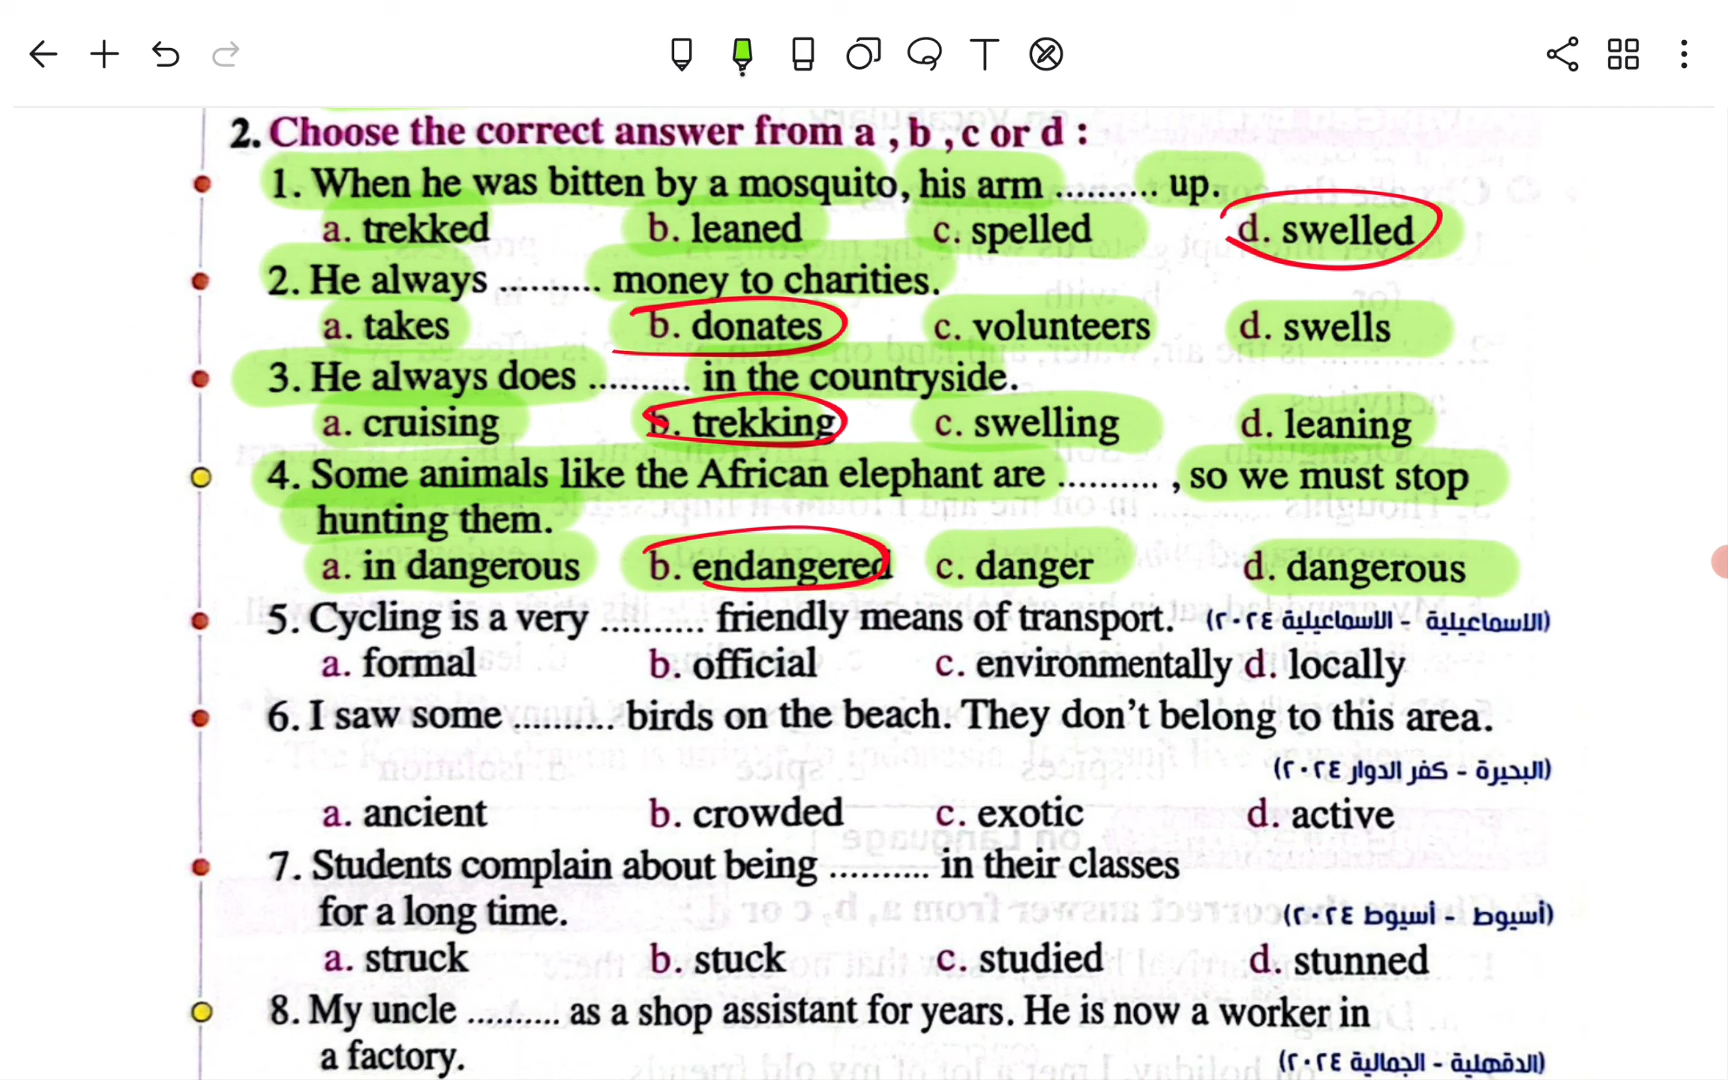 2. Choose the correct answer from a , b ,c or d :
1. When he was bitten by a mosquito, his arm .......... up.
a. trekked b. leaned c. spelled d. swelled
2. He always .......... money to charities.
a. takes b. donates c. volunteers d. swells
3. He always does .......... in the countryside.
a. cruising b. trekking c. swelling d. leaning
4. Some animals like the African elephant are .......... , so we must stop
hunting them.
a. in dangerous b. endangered c. danger d. dangerous
5. Cycling is a very .......... friendly means of transport. (الاسماعيلية - الاسماعيلية ٢٠٢٤)
a. formal b. official c. environmentally d. locally
6. I saw some .......... birds on the beach. They don’t belong to this area.
(البحيرة - كفر الدوار ٢٠٢٤)
a. ancient b. crowded c. exotic d. active
7. Students complain about being .......... in their classes
for a long time. (أسيوط - أسيوط ٢٠٢٤)
a. struck b. stuck c. studied d. stunned
8. My uncle .......... as a shop assistant for years. He is now a worker in
a factory. (الدقهلية - الجمالية ٢٠٢٤)